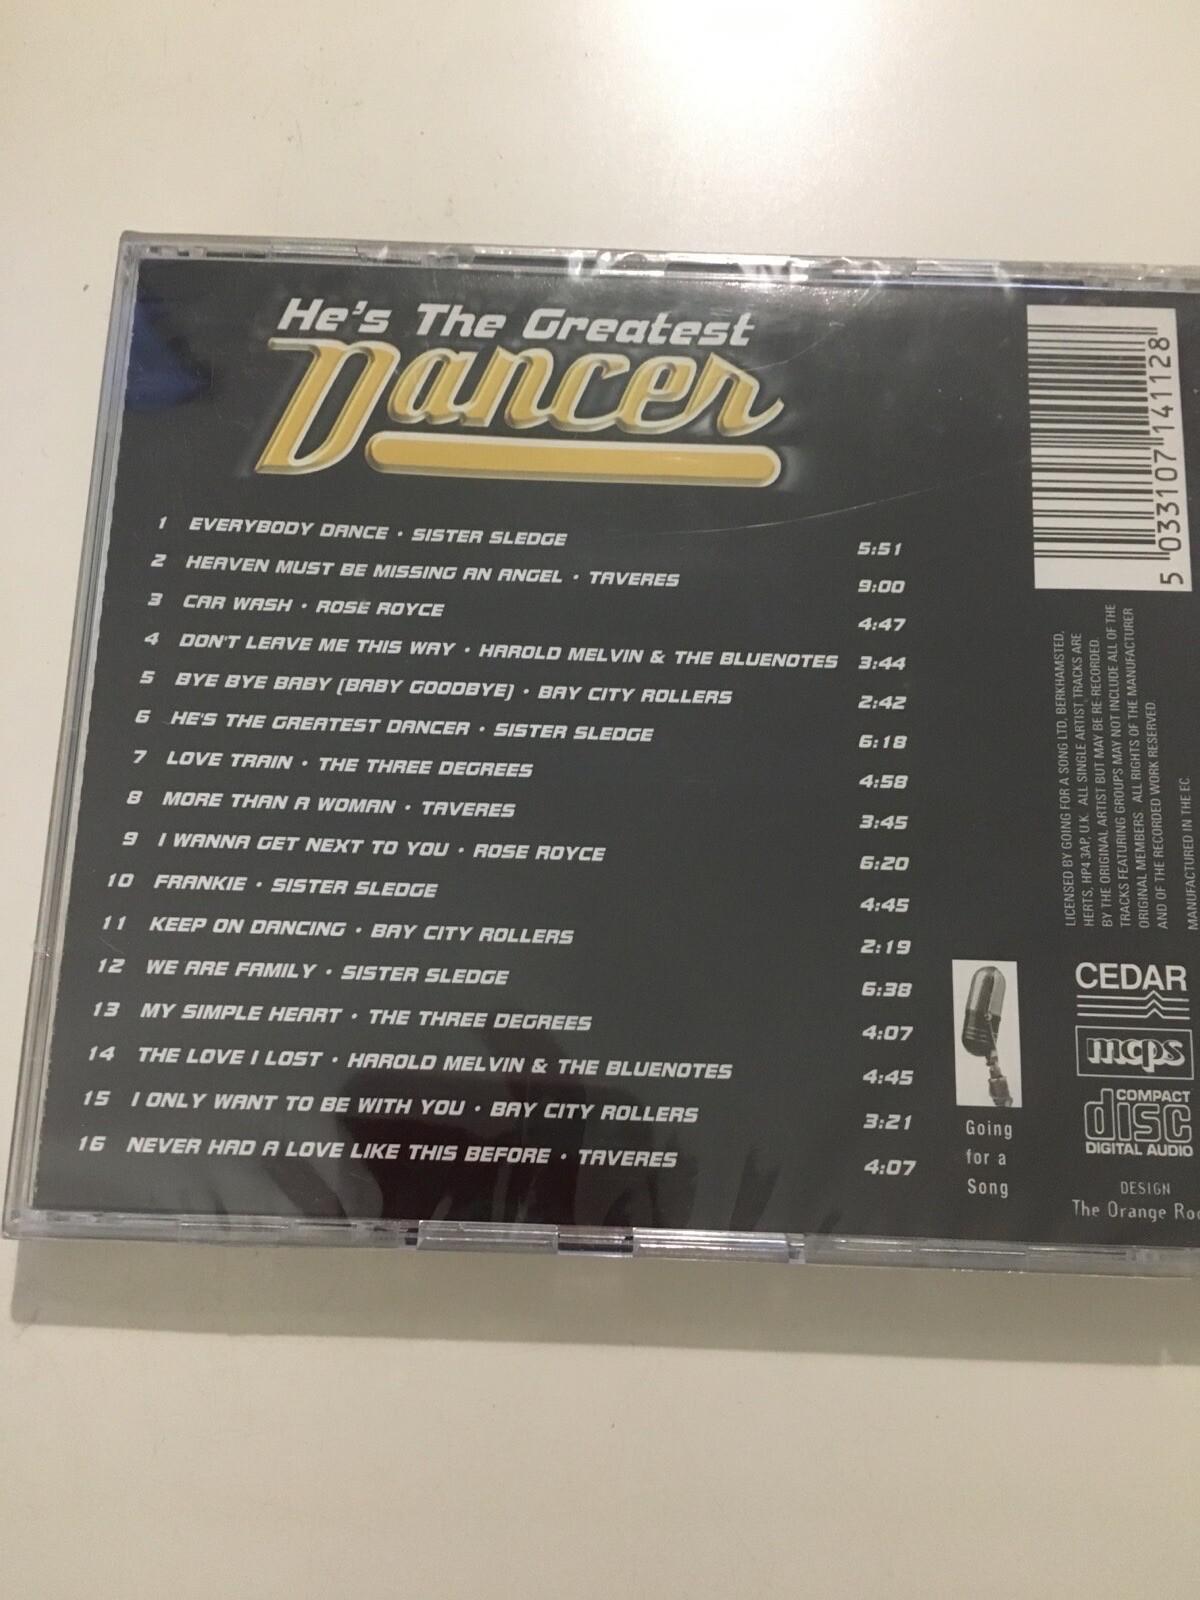 He's The Greatest
Dancer
1 EVERYBODY DANCE • SISTER SLEDGE 5:51
2 HEAVEN MUST BE MISSING AN ANGEL • TAVERES 9:00
3 CAR WASH • ROSE ROYCE 4:47
4 DON'T LEAVE ME THIS WAY • HAROLD MELVIN & THE BLUENOTES 3:44
5 BYE BYE BABY (BABY GOODBYE) • BAY CITY ROLLERS 2:42
6 HE'S THE GREATEST DANCER • SISTER SLEDGE 6:18
7 LOVE TRAIN • THE THREE DEGREES 4:58
8 MORE THAN A WOMAN • TAVERES 3:45
9 I WANNA GET NEXT TO YOU • ROSE ROYCE 6:20
10 FRANKIE • SISTER SLEDGE 4:45
11 KEEP ON DANCING • BAY CITY ROLLERS 2:19
12 WE ARE FAMILY • SISTER SLEDGE 6:38
13 MY SIMPLE HEART • THE THREE DEGREES 4:07
14 THE LOVE I LOST • HAROLD MELVIN & THE BLUENOTES 4:45
15 I ONLY WANT TO BE WITH YOU • BAY CITY ROLLERS 3:21
16 NEVER HAD A LOVE LIKE THIS BEFORE • TAVERES 4:07
5 033107 141128
LICENSED BY GOING FOR A SONG LTD, BERKHAMSTED,
HERTS, HP4 3AP, U.K. ALL SINGLE ARTIST TRACKS ARE
BY THE ORIGINAL ARTIST BUT MAY BE RE-RECORDED.
TRACKS FEATURING GROUPS MAY NOT INCLUDE ALL OF THE
ORIGINAL MEMBERS. ALL RIGHTS OF THE MANUFACTURER
AND OF THE RECORDED WORK RESERVED.
MANUFACTURED IN THE EC
Going
for a
Song
CEDAR
mcps
COMPACT
disc
DIGITAL AUDIO
DESIGN
The Orange